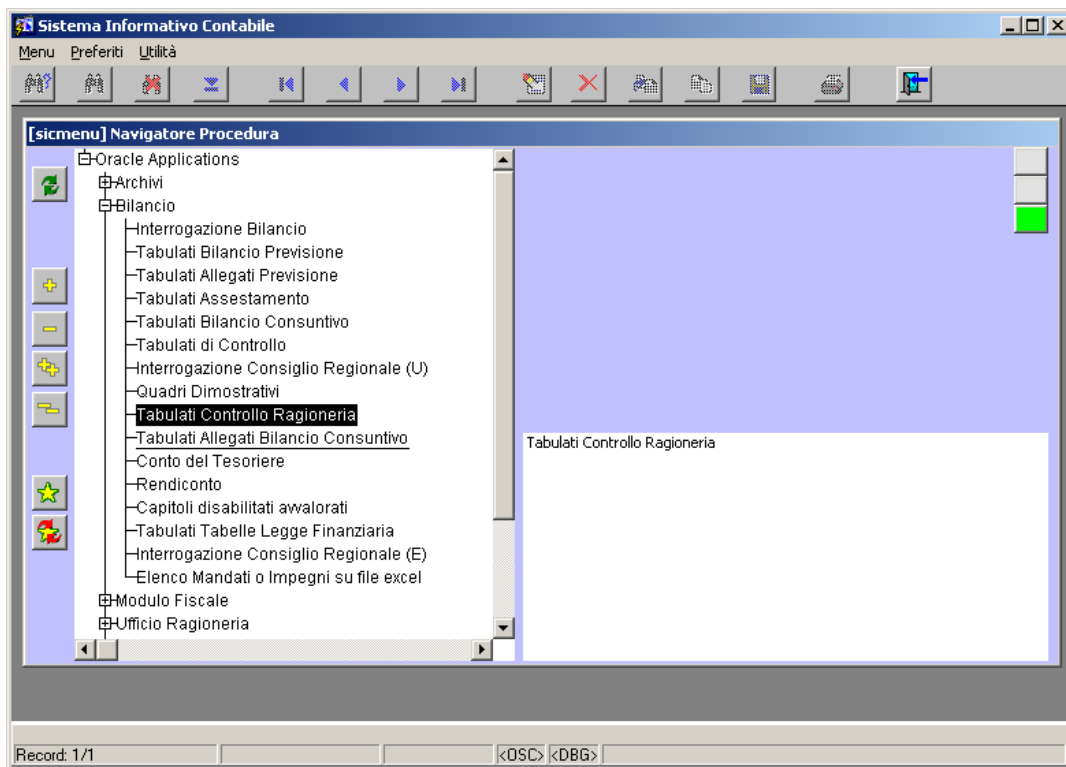 Sistema Informativo Contabile
Menu Preferiti Utilità
[sicmenu] Navigatore Procedura
Oracle Applications
Archivi
Bilancio
Interrogazione Bilancio
Tabulati Bilancio Previsione
Tabulati Allegati Previsione
Tabulati Assestamento
Tabulati Bilancio Consuntivo
Tabulati di Controllo
Interrogazione Consiglio Regionale (U)
Quadri Dimostrativi
Tabulati Controllo Ragioneria
Tabulati Allegati Bilancio Consuntivo
Conto del Tesoriere
Rendiconto
Capitoli disabilitati avvalorati
Tabulati Tabelle Legge Finanziaria
Interrogazione Consiglio Regionale (E)
Elenco Mandati o Impegni su file excel
Modulo Fiscale
Ufficio Ragioneria
Tabulati Controllo Ragioneria
Record: 1/1 <OSC> <DBG>